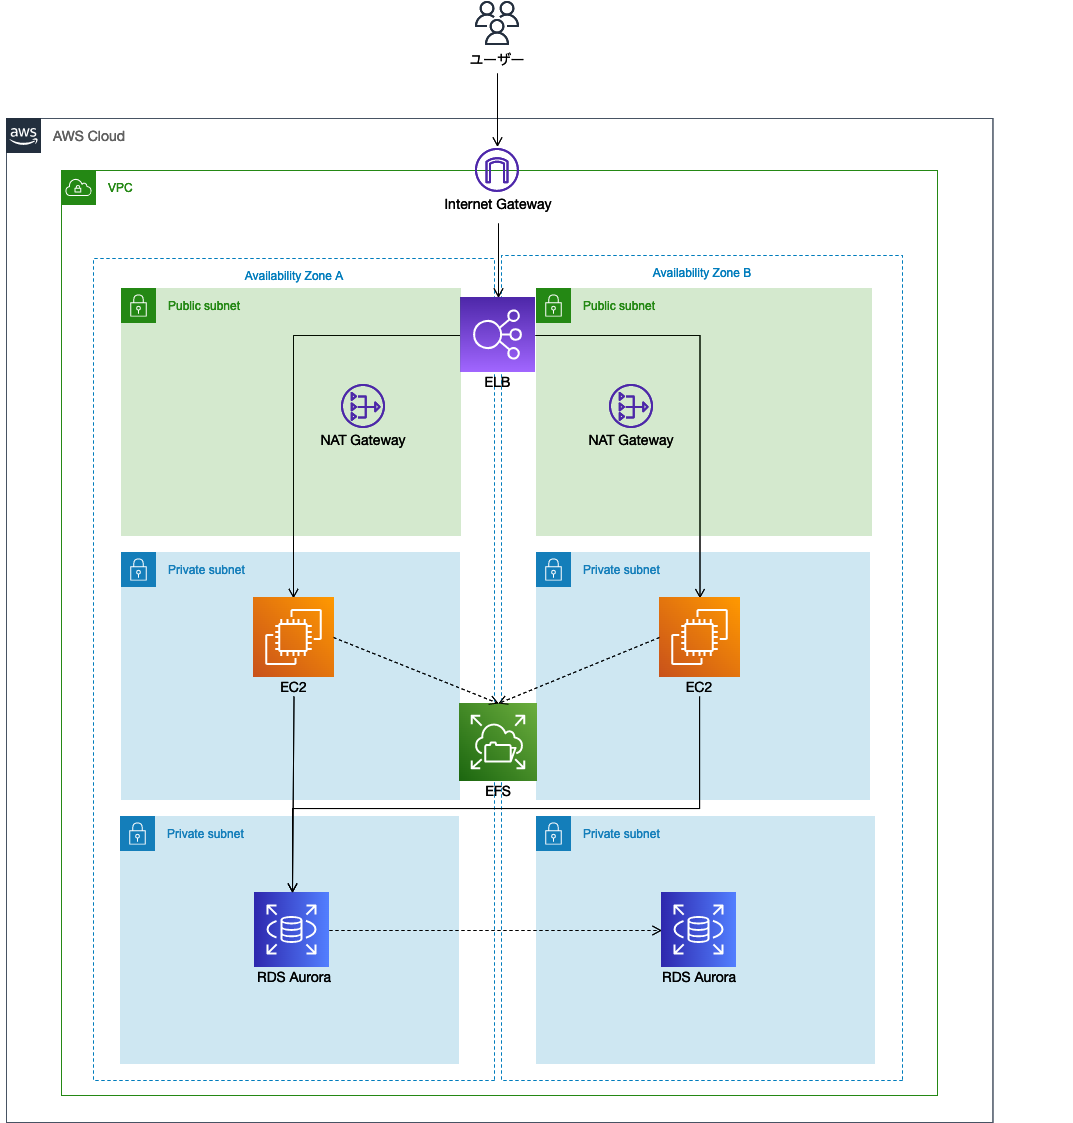 ユーザー
aws
AWS Cloud
VPC
Internet Gateway
Availability Zone A
Availability Zone B
Public subnet
Public subnet
ELB
NAT Gateway
NAT Gateway
Private subnet
Private subnet
EC2
EC2
EFS
Private subnet
Private subnet
RDS Aurora
RDS Aurora